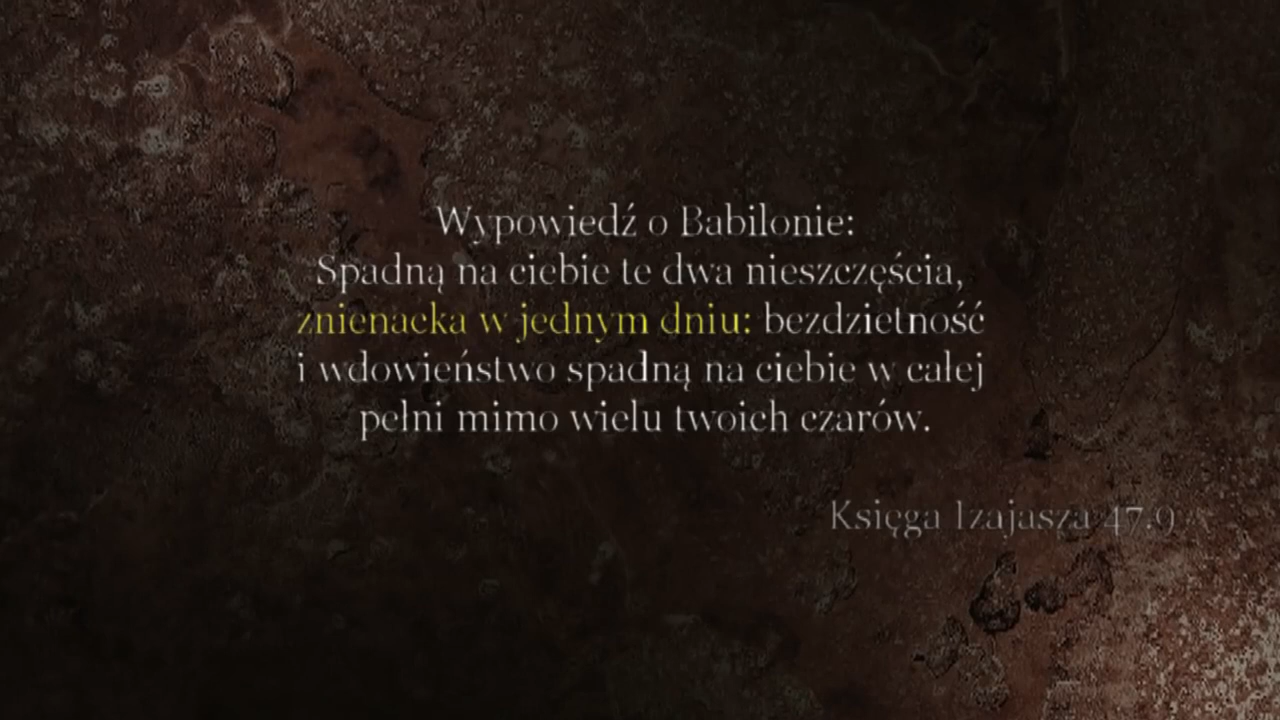 Wypowiedź o Babilonie:
Spadną na ciebie te dwa nieszczęścia,
znienacka w jednym dniu: bezdzietność
i wdowieństwo spadną na ciebie w całej
pełni mimo wielu twoich czarów.
Księga Izajasza 47.9